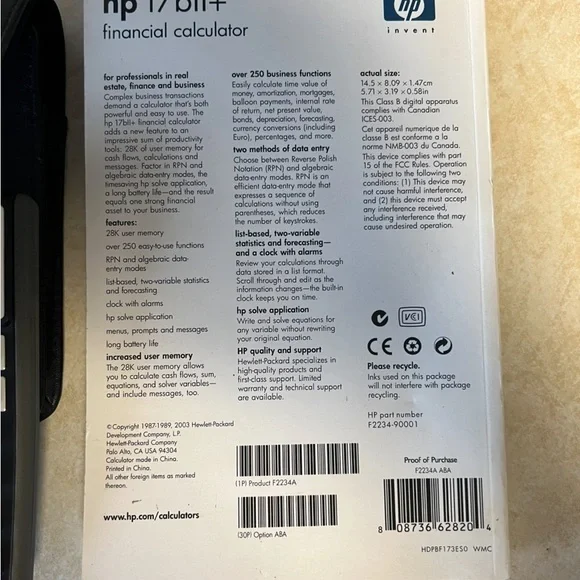 hp 17bII+
financial calculator
hp
invent
for professionals in real
estate, finance and business
Complex business transactions
demand a calculator that's both
powerful and easy to use. The
hp 17bII+ financial calculator
adds a new feature to an
impressive sum of productivity
tools: 28K of user memory for
cash flows, calculations and
messages. Factor in RPN and
algebraic data-entry modes, the
timesaving hp solve application,
a long battery life—and the
result equals one strong financial
asset to your business.
features:
28K user memory
over 250 easy-to-use functions
RPN and algebraic data-
entry modes
list-based, two-variable statistics
and forecasting
clock with alarms
hp solve application
menus, prompts and messages
long battery life
increased user memory
The 28K user memory allows
you to calculate cash flows, sum,
equations, and solver variables—
and include messages, too.
over 250 business functions
Easily calculate time value of
money, amortization, mortgages,
balloon payments, internal rate
of return, net present value,
bonds, depreciation, forecasting,
currency conversions (including
Euro), percentages, and more.
two methods of data entry
Choose between Reverse Polish
Notation (RPN) and algebraic
data-entry modes. RPN is an
efficient data-entry mode that
expresses a sequence of
calculations without using
parentheses, which reduces
the number of keystrokes.
list-based, two-variable
statistics and forecasting—
and a clock with alarms
Review your calculations through
data stored in a list format.
Scroll through and edit as the
information changes—the built-in
clock keeps you on time.
hp solve application
Write and solve equations for
any variable without rewriting
your original equation.
HP quality and support
Hewlett-Packard specializes in
high-quality products and
first-class support. Limited
warranty and technical support
are available.
actual size:
14.5 x 8.09 x 1.47cm
5.71 x 3.19 x 0.58in
This Class B digital apparatus
complies with Canadian
ICES-003.
Cet appareil numerique de la
classe B est conforme à la
norme NMB-003 du Canada.
This device complies with part
15 of the FCC Rules. Operation
is subject to the following two
conditions: (1) This device may
not cause harmful interference,
and (2) this device must accept
any interference received,
including interference that may
cause undesired operation.
VCI
CE
Please recycle.
Inks used on this package
will not interfere with package
recycling.
HP part number
F2234-90001
© Copyright 1987-1989, 2003 Hewlett-Packard
Development Company, L.P.
Hewlett-Packard Company
Palo Alto, CA USA 94304
Calculator made in China.
Printed in China.
All other foreign items as marked
thereon.
www.hp.com/calculators
(1P) Product F2234A
(30P) Option ABA
Proof of Purchase
F2234A ABA
8 08736 62820 4
HDPBF173ES0 WMC